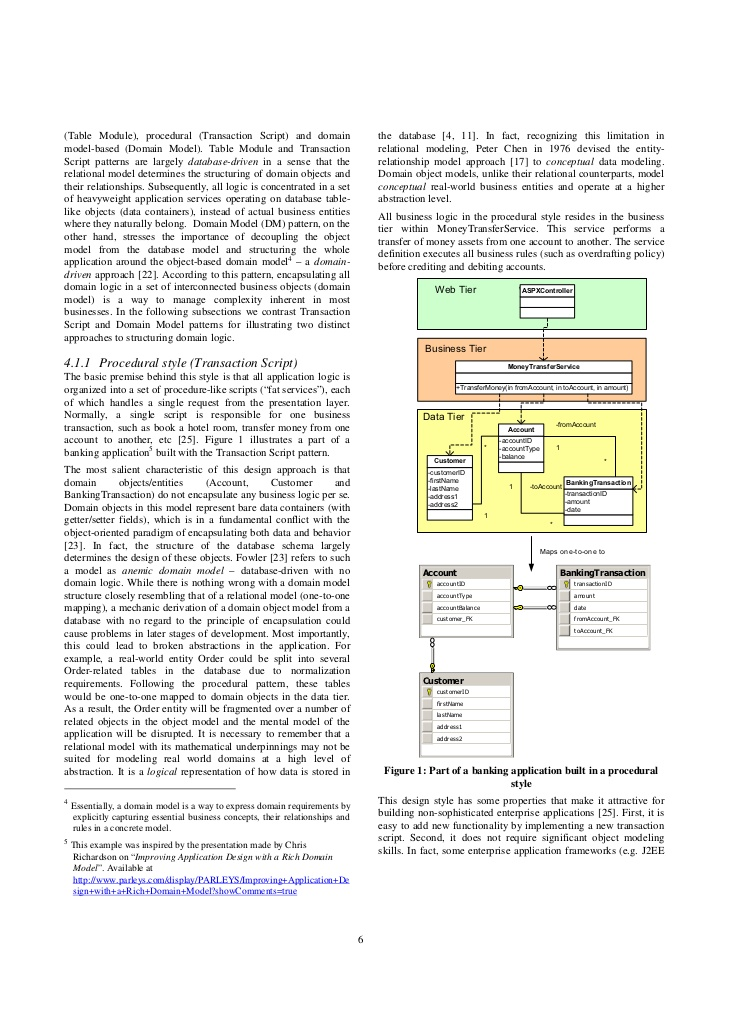 (Table Module), procedural (Transaction Script) and domain
model-based (Domain Model). Table Module and Transaction
Script patterns are largely database-driven in a sense that the
relational model determines the structuring of domain objects and
their relationships. Subsequently, all logic is concentrated in a set
of heavyweight application services operating on database table-
like objects (data containers), instead of actual business entities
where they naturally belong. Domain Model (DM) pattern, on the
other hand, stresses the importance of decoupling the object
model from the database and structuring the whole
application around the object-based domain model4 – a domain-
driven approach [22]. According to this pattern, encapsulating all
domain logic in a set of interconnected business objects (domain
model) is a way to manage complexity inherent in most
businesses. In the following subsections we contrast Transaction
Script and Domain Model patterns for illustrating two distinct
approaches to structuring domain logic.
4.1.1 Procedural style (Transaction Script)
The basic premise behind this style is that all application logic is
organized into a set of procedure-like scripts (“fat services”), each
of which handles a single request from the presentation layer.
Normally, a single script is responsible for one business
transaction, such as book a hotel room, transfer money from one
account to another, etc [25]. Figure 1 illustrates a part of a
banking application5 built with the Transaction Script pattern.
The most salient characteristic of this design approach is that
domain objects/entities (Account, Customer and
BankingTransaction) do not encapsulate any business logic per se.
Domain objects in this model represent bare data containers (with
getter/setter fields), which is in a fundamental conflict with the
object-oriented paradigm of encapsulating both data and behavior
[23]. In fact, the structure of the database schema largely
determines the design of these objects. Fowler [23] refers to such
a model as anemic domain model – database-driven with no
domain logic. While there is nothing wrong with a domain model
structure closely resembling that of a relational model (one-to-one
mapping), a mechanic derivation of a domain object model from a
database with no regard to the principle of encapsulation could
cause problems in later stages of development. Most importantly,
this could lead to broken abstractions in the application. For
example, a real-world entity Order could be split into several
Order-related tables in the database due to normalization
requirements. Following the procedural pattern, these tables
would be one-to-one mapped to domain objects in the data tier.
As a result, the Order entity will be fragmented over a number of
related objects in the object model and the mental model of the
application will be disrupted. It is necessary to remember that a
relational model with its mathematical underpinnings may not be
suited for modeling real world domains at a high level of
abstraction. It is a logical representation of how data is stored in
4 Essentially, a domain model is a way to express domain requirements by
explicitly capturing essential business concepts, their relationships and
rules in a concrete model.
5 This example was inspired by the presentation made by Chris
Richardson on “Improving Application Design with a Rich Domain
Model”. Available at
http://www.parleys.com/display/PARLEYS/Improving+Application+De
sign+with+a+Rich+Domain+Model?showComments=true
the database [4, 11]. In fact, recognizing this limitation in
relational modeling, Peter Chen in 1976 devised the entity-
relationship model approach [17] to conceptual data modeling.
Domain object models, unlike their relational counterparts, model
conceptual real-world business entities and operate at a higher
abstraction level.
All business logic in the procedural style resides in the business
tier within MoneyTransferService. This service performs a
transfer of money assets from one account to another. The service
definition executes all business rules (such as overdrafting policy)
before crediting and debiting accounts.
Web Tier
ASPXController
Business Tier
MoneyTransferService
+TransferMoney(in fromAccount, in toAccount, in amount)
Data Tier
Account
-accountID
-accountType
-balance
-fromAccount
1
*
*
Customer
-customerID
-firstName
-lastName
-address1
-address2
1
1
-toAccount
*
BankingTransaction
-transactionID
-amount
-date
Maps one-to-one to
Account
accountID
accountType
accountBalance
customer_FK
BankingTransaction
transactionID
amount
date
fromAccount_FK
toAccount_FK
Customer
customerID
firstName
lastName
address1
address2
Figure 1: Part of a banking application built in a procedural
style
This design style has some properties that make it attractive for
building non-sophisticated enterprise applications [25]. First, it is
easy to add new functionality by implementing a new transaction
script. Second, it does not require significant object modeling
skills. In fact, some enterprise application frameworks (e.g. J2EE
6